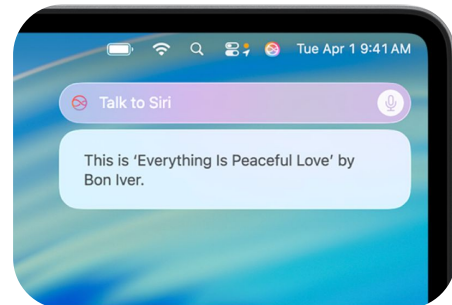 Tue Apr 1 9:41 AM
Talk to Siri
This is ‘Everything Is Peaceful Love’ by
Bon Iver.